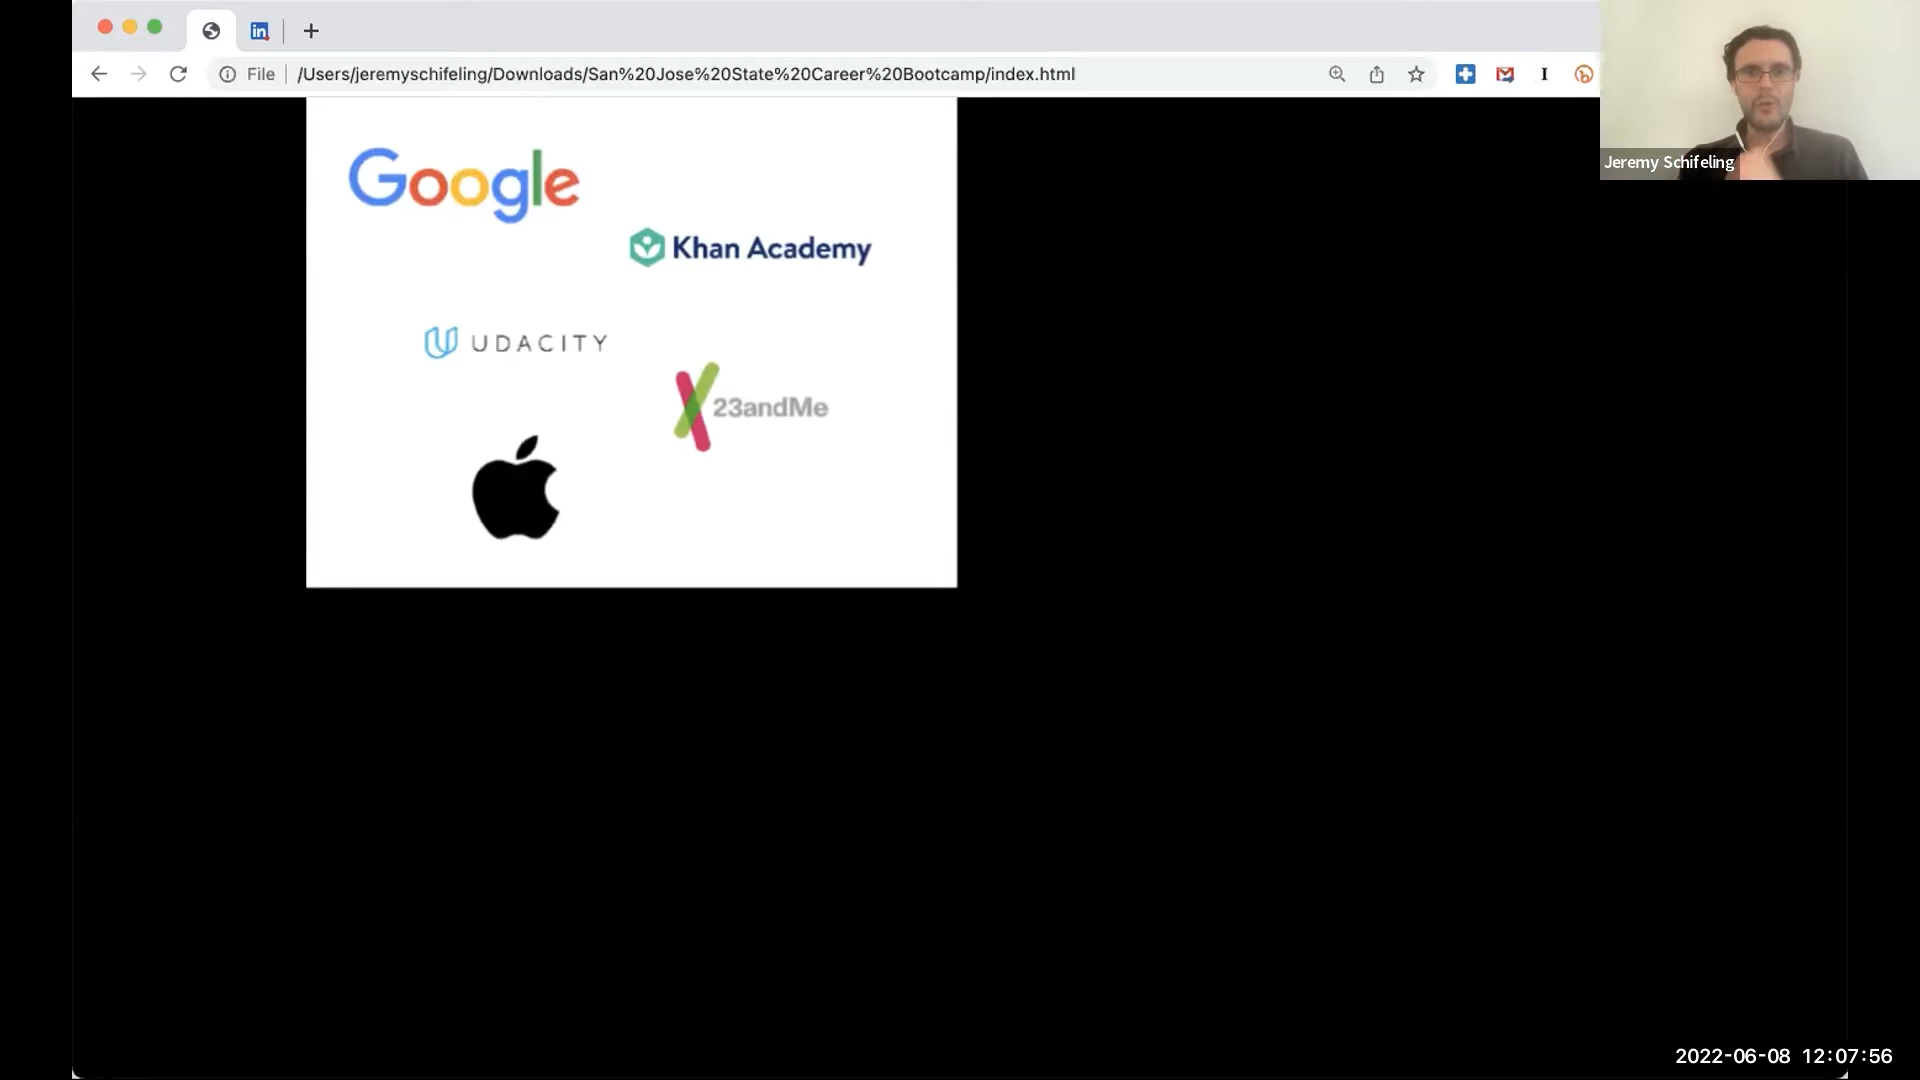 in
File
/Users/jeremyschifeling/Downloads/San%20Jose%20State%20Career%20Bootcamp/index.html
I
b
Jeremy Schifeling
Google
Khan Academy
UDACITY
23andMe
2022-06-08 12:07:56